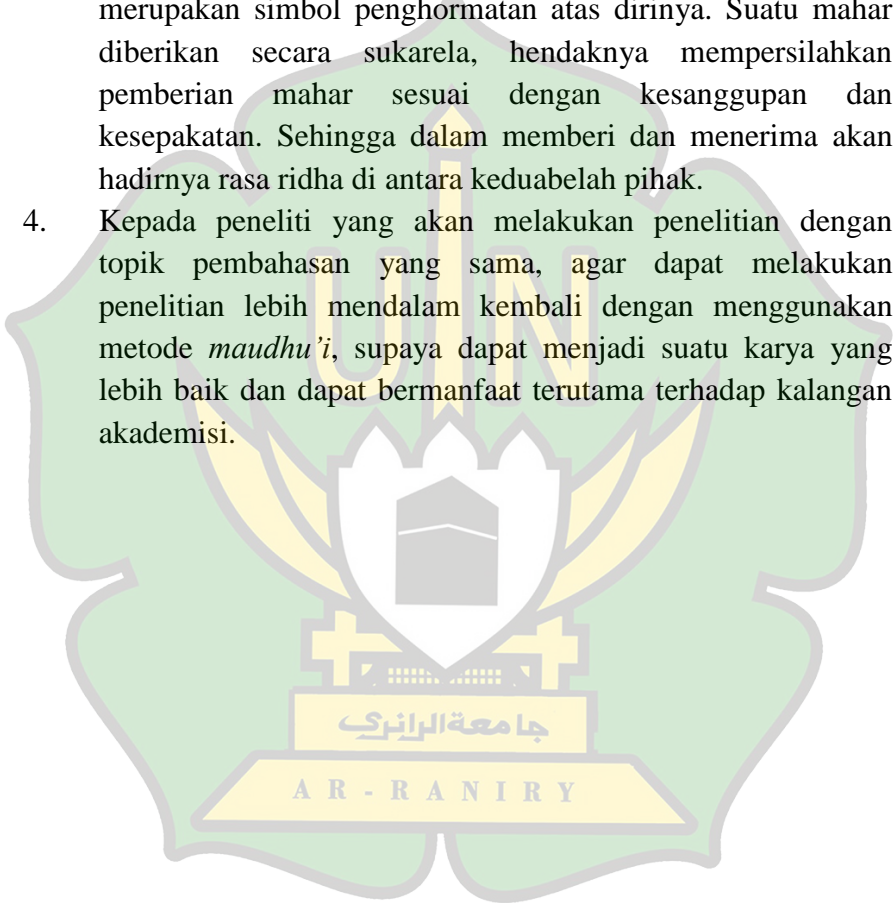 merupakan simbol penghormatan atas dirinya. Suatu mahar
diberikan secara sukarela, hendaknya mempersilahkan
pemberian mahar sesuai dengan kesanggupan dan
kesepakatan. Sehingga dalam memberi dan menerima akan
hadirnya rasa ridha di antara keduabelah pihak.
4. Kepada peneliti yang akan melakukan penelitian dengan
topik pembahasan yang sama, agar dapat melakukan
penelitian lebih mendalam kembali dengan menggunakan
metode maudhu’i, supaya dapat menjadi suatu karya yang
lebih baik dan dapat bermanfaat terutama terhadap kalangan
akademisi.
UIN
جامعة الرانري
AR-RANIRY